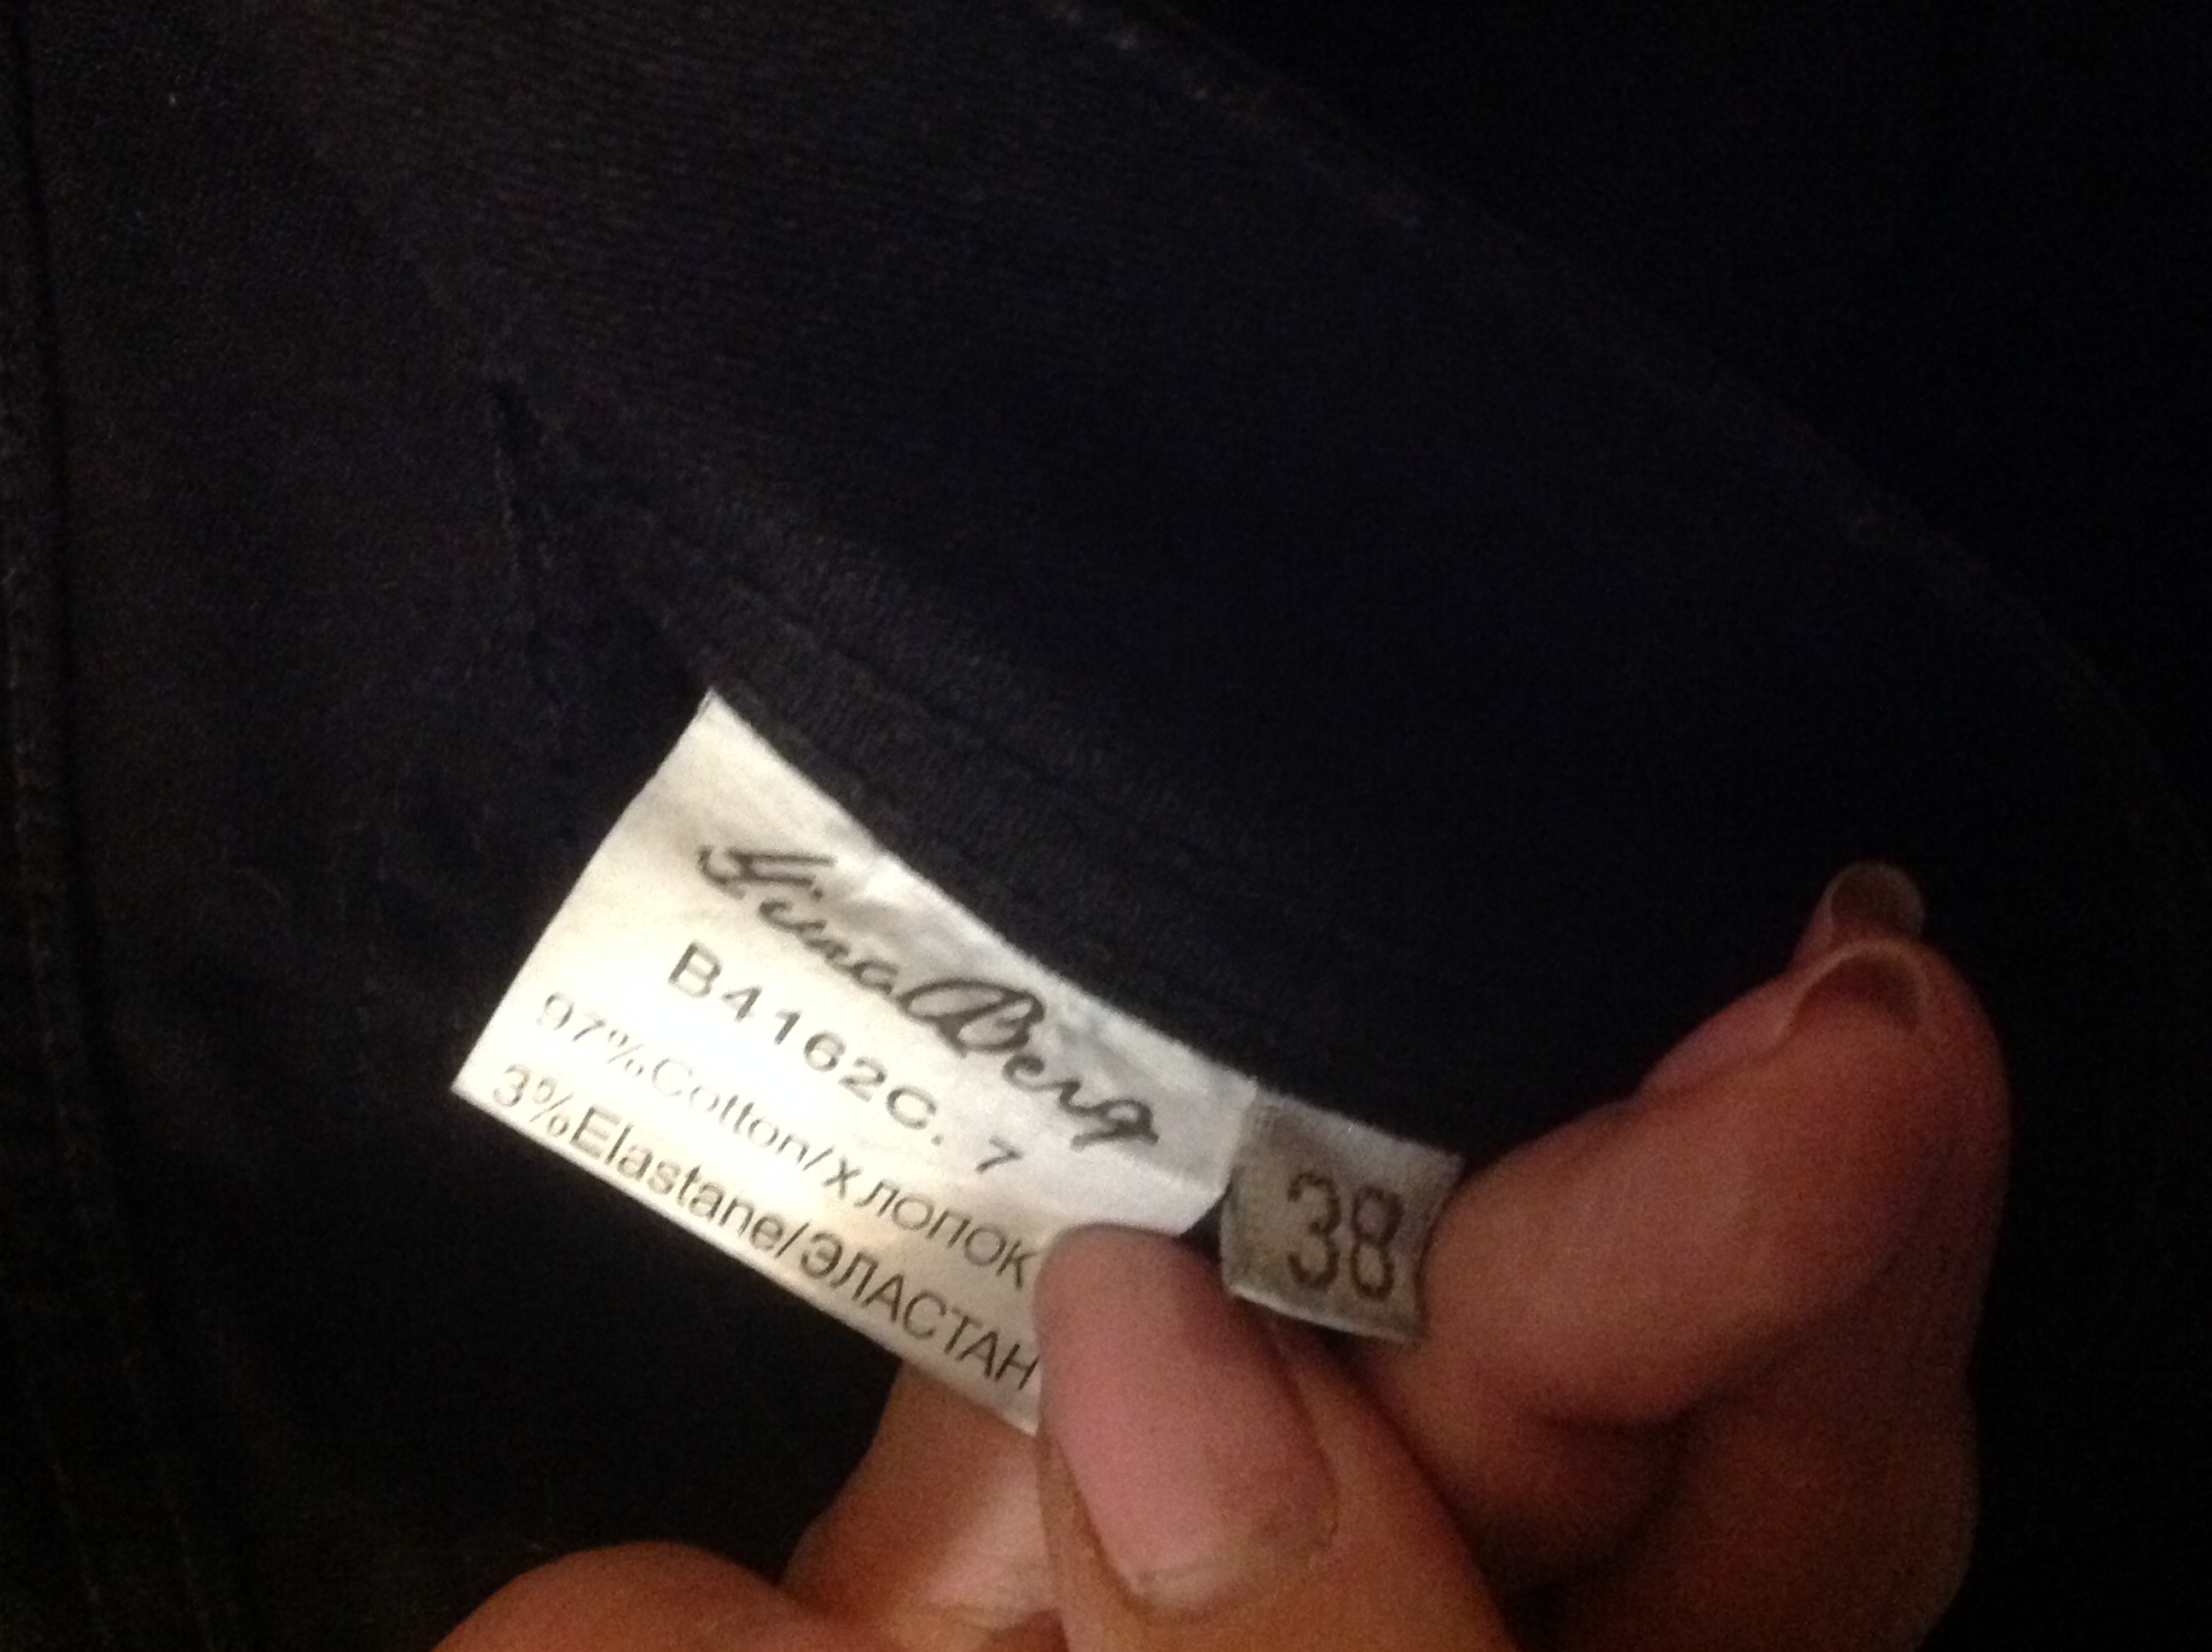 B4162C. 7
97%Cotton/ХЛОПОК
3%Elastane/ЭЛАСТАН
38